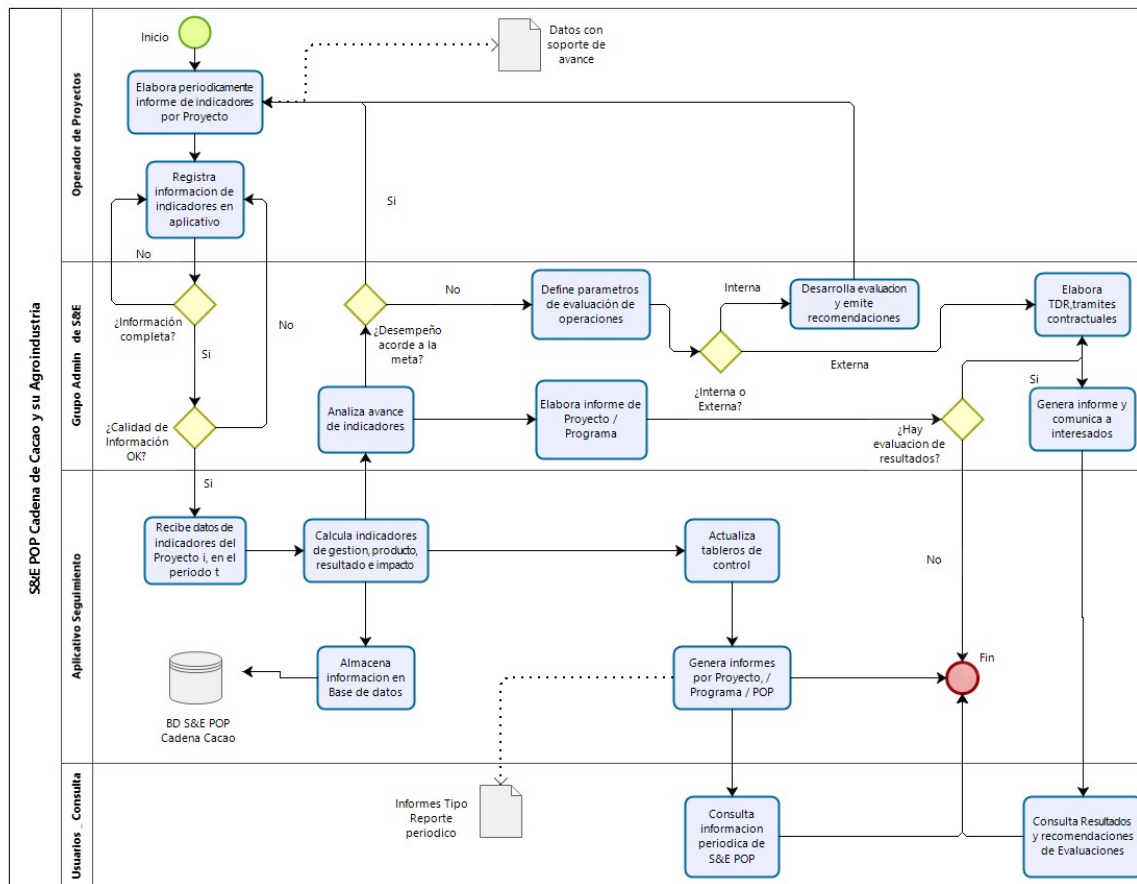 S&E POP Cadena de Cacao y su Agroindustria
Operador de Proyectos
Inicio
Datos con
soporte de
avance
Elabora periodicamente
informe de indicadores
por Proyecto
Registra
informacion de
indicadores en
aplicativo
No
Si
Grupo Admin de S&E
¿Información
completa?
No
Si
¿Desempeño
acorde a la
meta?
No
Define parametros
de evaluación de
operaciones
Interna
Desarrolla evaluacion
y emite
recomendaciones
¿Interna o
Externa?
Externa
Elabora
TDR,tramites
contractuales
¿Calidad de
Información
OK?
Analiza avance
de indicadores
Elabora informe de
Proyecto /
Programa
¿Hay
evaluacion de
resultados?
Si
Genera informe y
comunica a
interesados
Aplicativo Seguimiento
Si
Recibe datos de
indicadores del
Proyecto i, en el
periodo t
Calcula indicadores
de gestion, producto,
resultado e impacto
Actualiza
tableros de
control
No
Almacena
informacion en
Base de datos
BD S&E POP
Cadena Cacao
Genera informes
por Proyecto, /
Programa / POP
Fin
Usuarios _ Consulta
Informes Tipo
Reporte
periodico
Consulta
informacion
periodica de
S&E POP
Consulta Resultados
y recomendaciones
de Evaluaciones